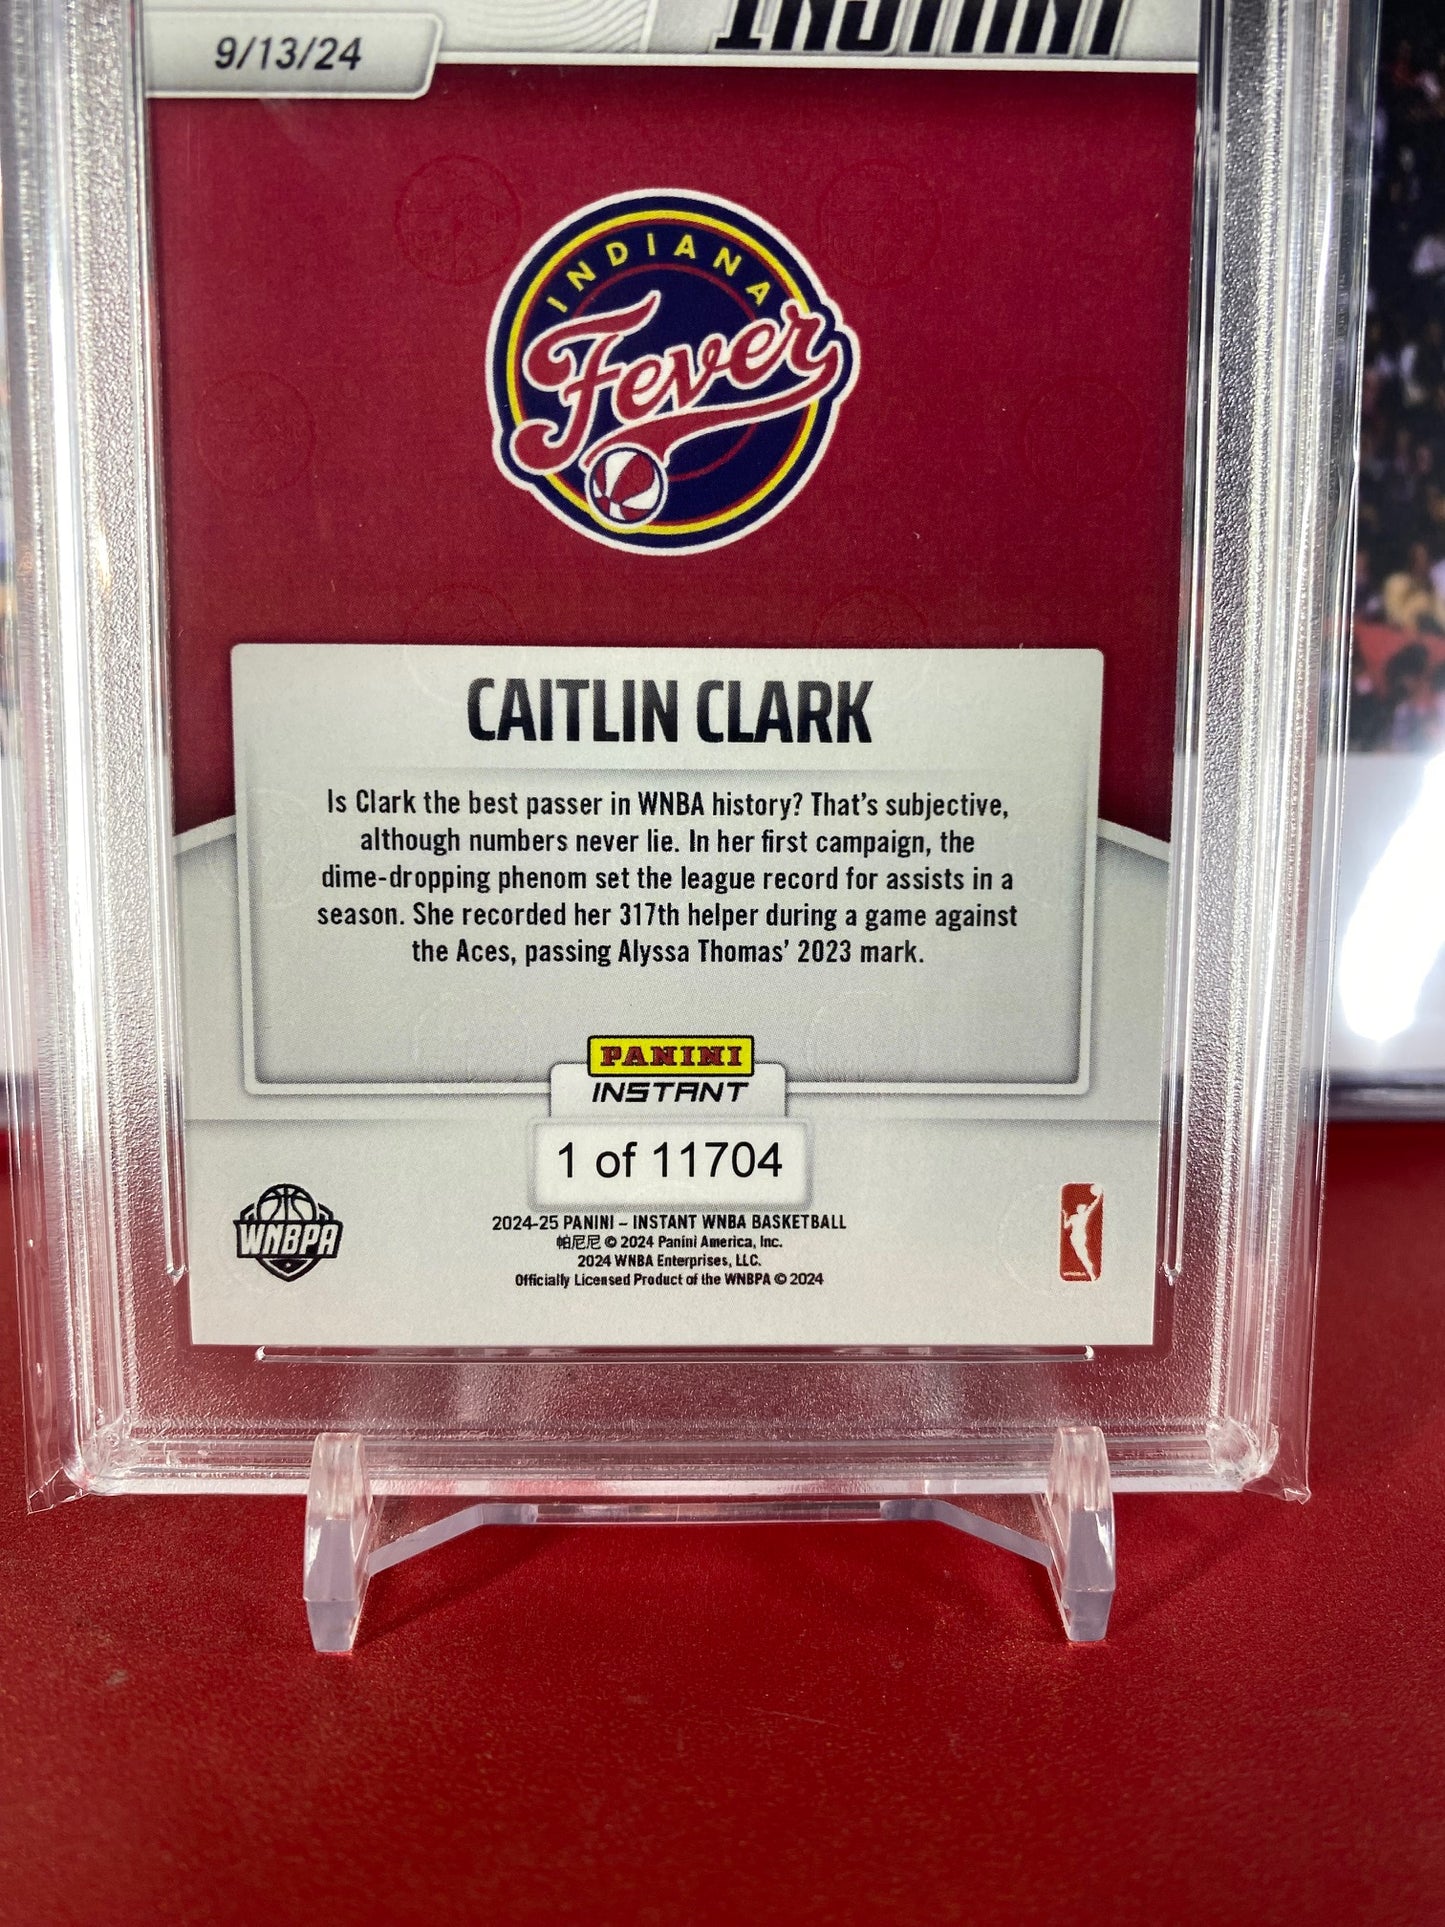 INSTANT
9/13/24
INDIANA
Fever
CAITLIN CLARK
Is Clark the best passer in WNBA history? That's subjective,
although numbers never lie. In her first campaign, the
dime-dropping phenom set the league record for assists in a
season. She recorded her 317th helper during a game against
the Aces, passing Alyssa Thomas' 2023 mark.
PANINI
INSTANT
1 of 11704
WNBPA
2024-25 PANINI – INSTANT WNBA BASKETBALL
帕尼尼 © 2024 Panini America, Inc.
2024 WNBA Enterprises, LLC.
Officially Licensed Product of the WNBPA © 2024